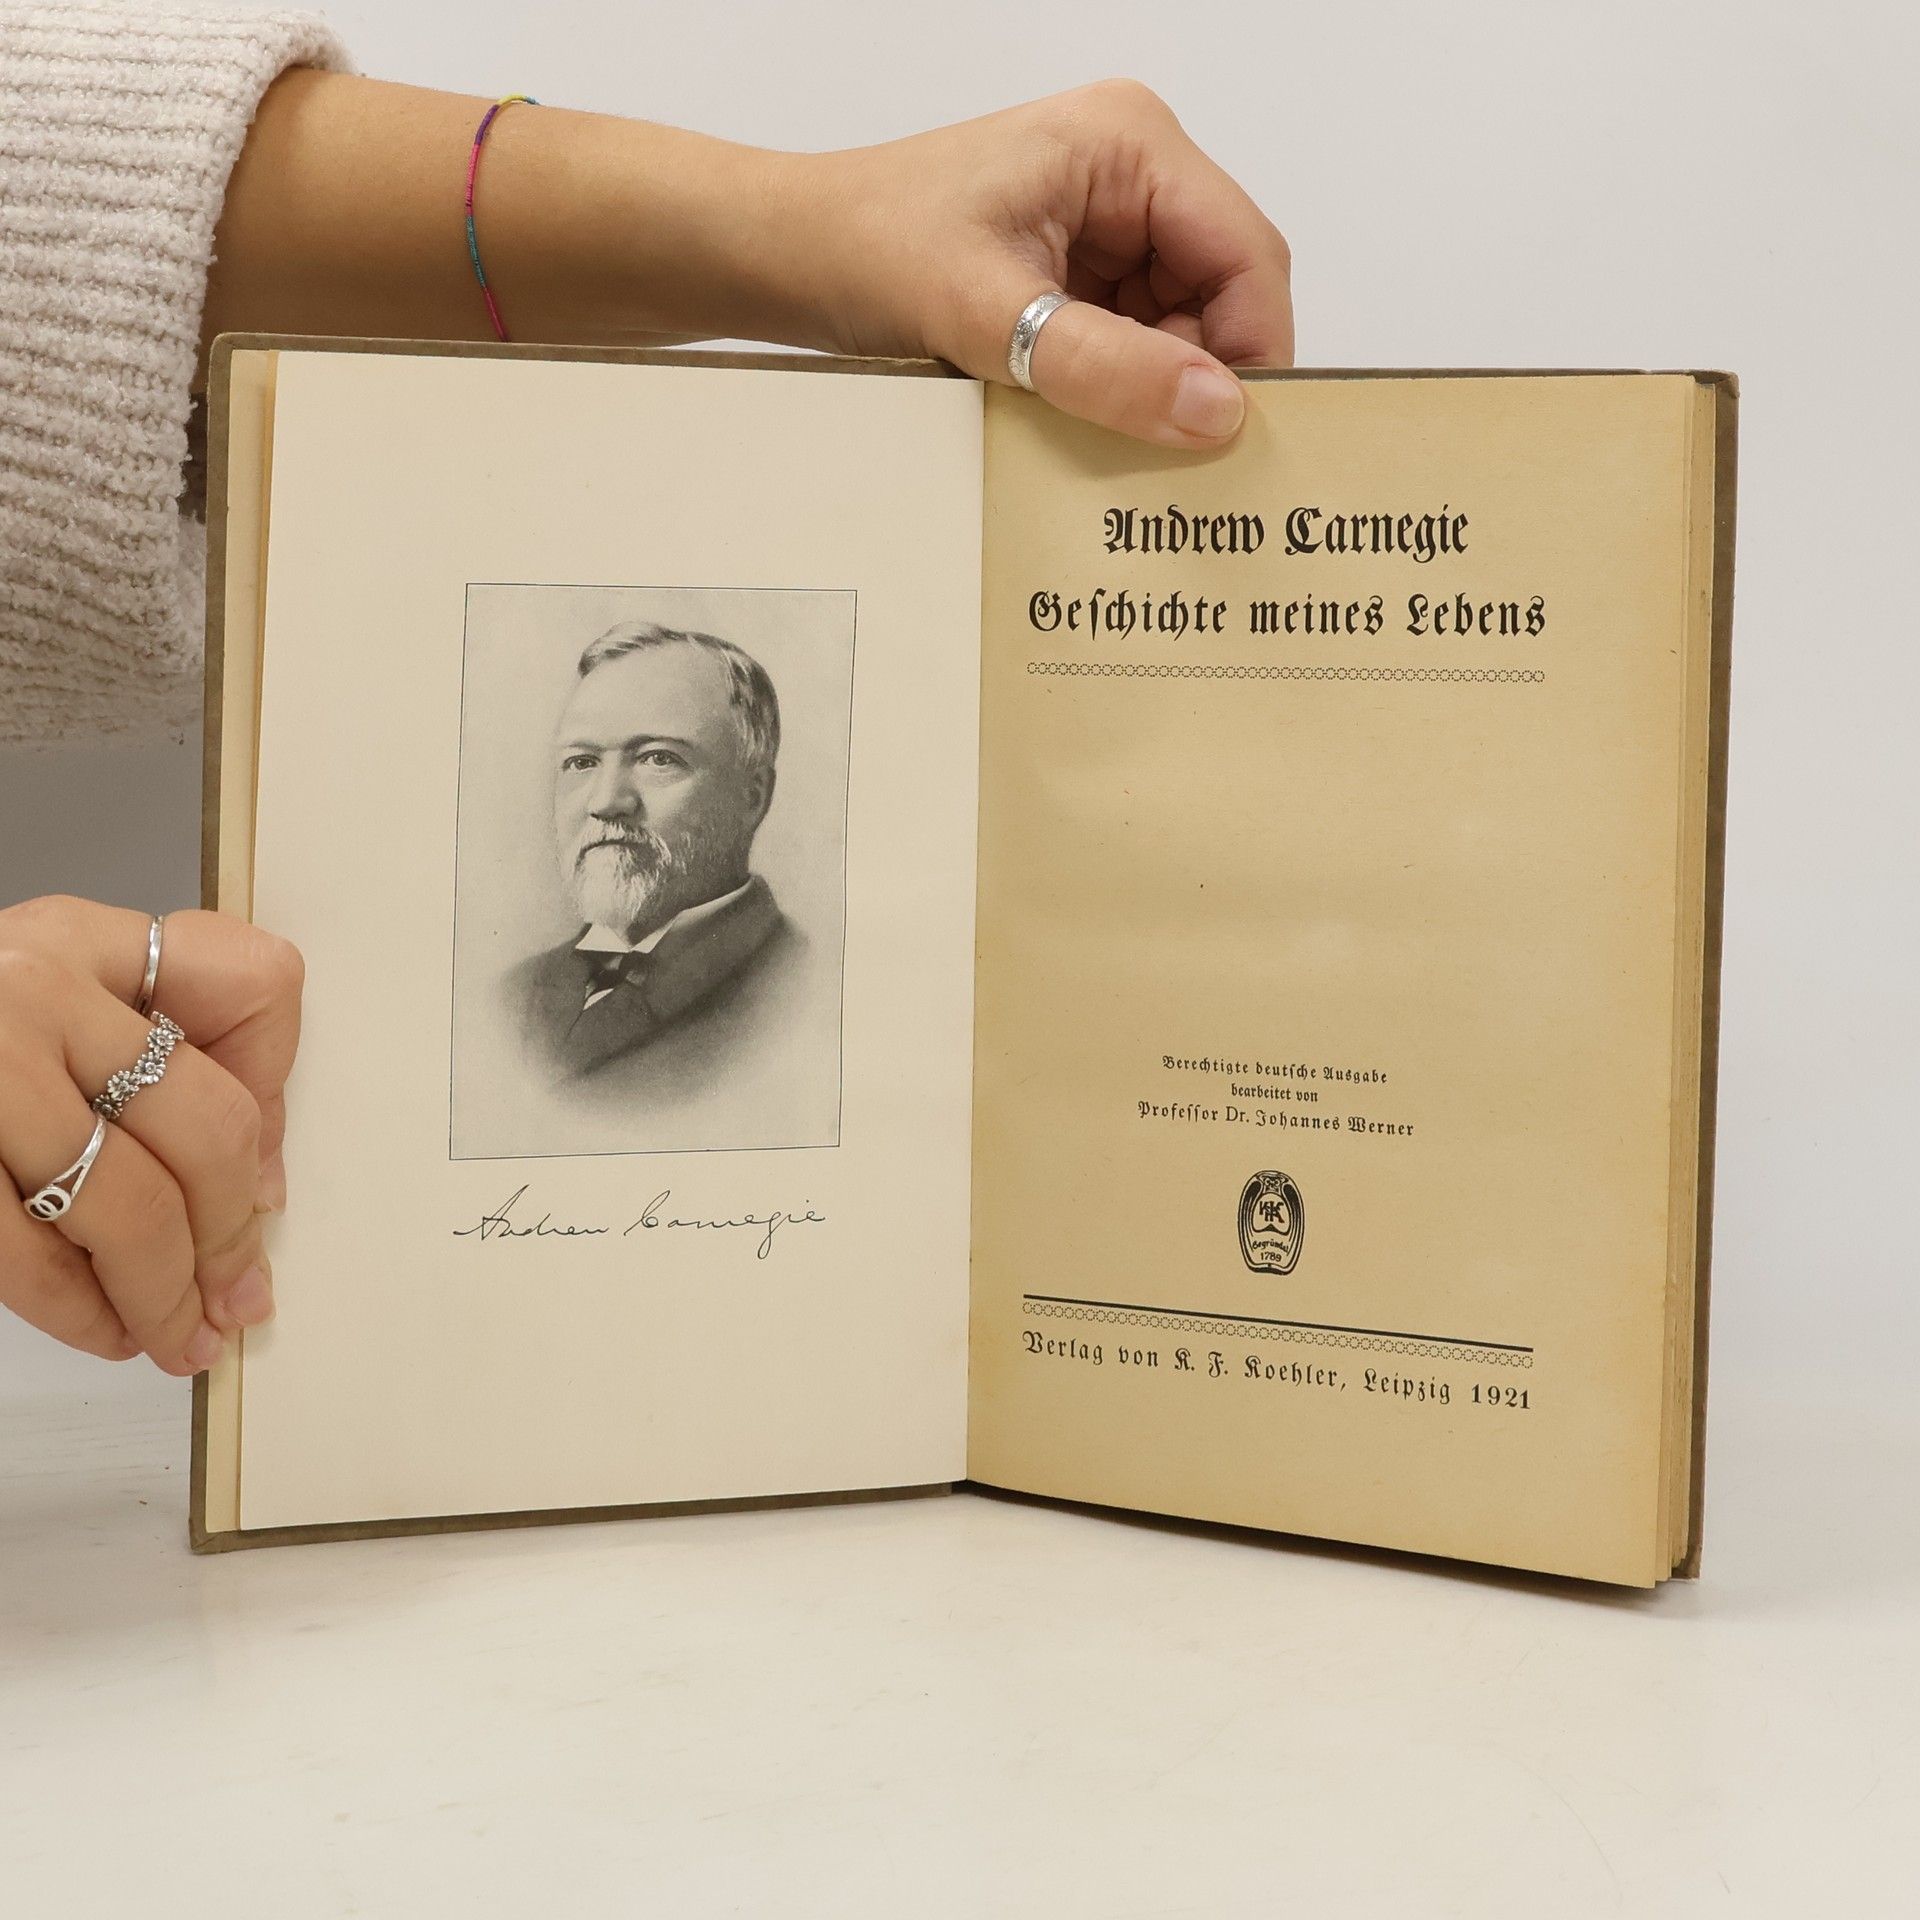 Andrew Carnegie
Andrew Carnegie
Geſchichte meines Lebens
Berechtigte deutſche Ausgabe
bearbeitet von
Profeſſor Dr. Johannes Werner
Gegründet
1789
Verlag von K. F. Koehler, Leipzig 1921